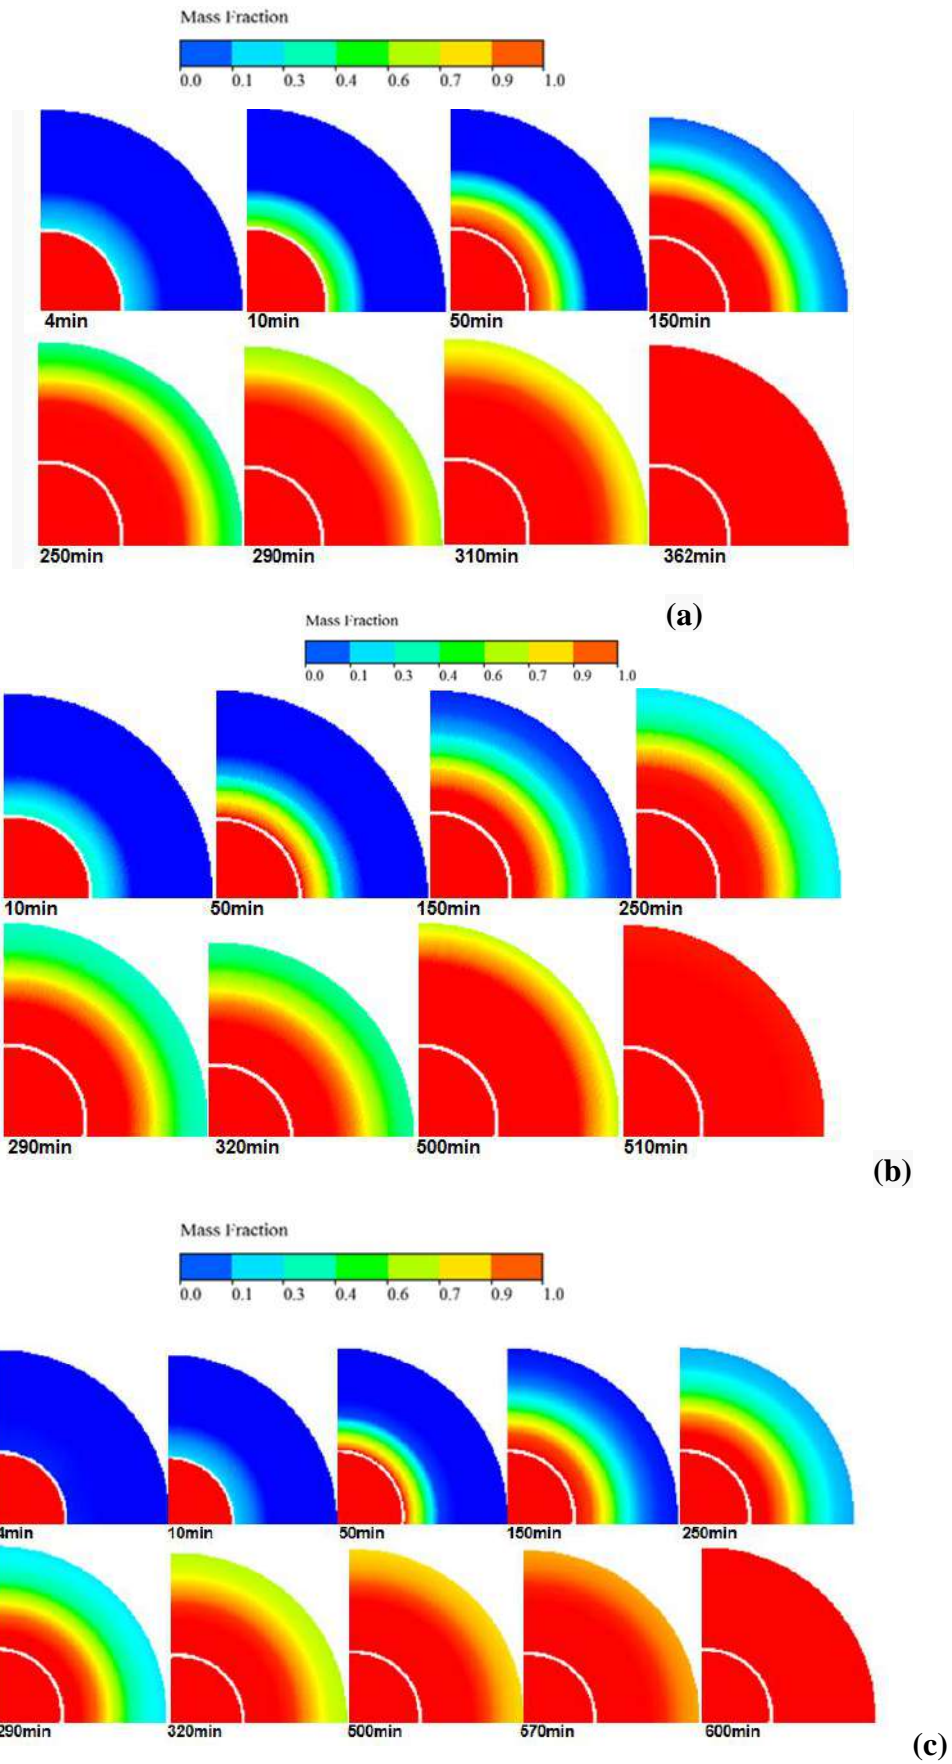 Mass Fraction
0.0 0.1 0.3 0.4 0.6 0.7 0.9 1.0
4min 10min 50min 150min
250min 290min 310min 362min
(a)
Mass Fraction
0.0 0.1 0.3 0.4 0.6 0.7 0.9 1.0
10min 50min 150min 250min
290min 320min 500min 510min
(b)
Mass Fraction
0.0 0.1 0.3 0.4 0.6 0.7 0.9 1.0
4min 10min 50min 150min 250min
290min 320min 500min 570min 600min
(c)